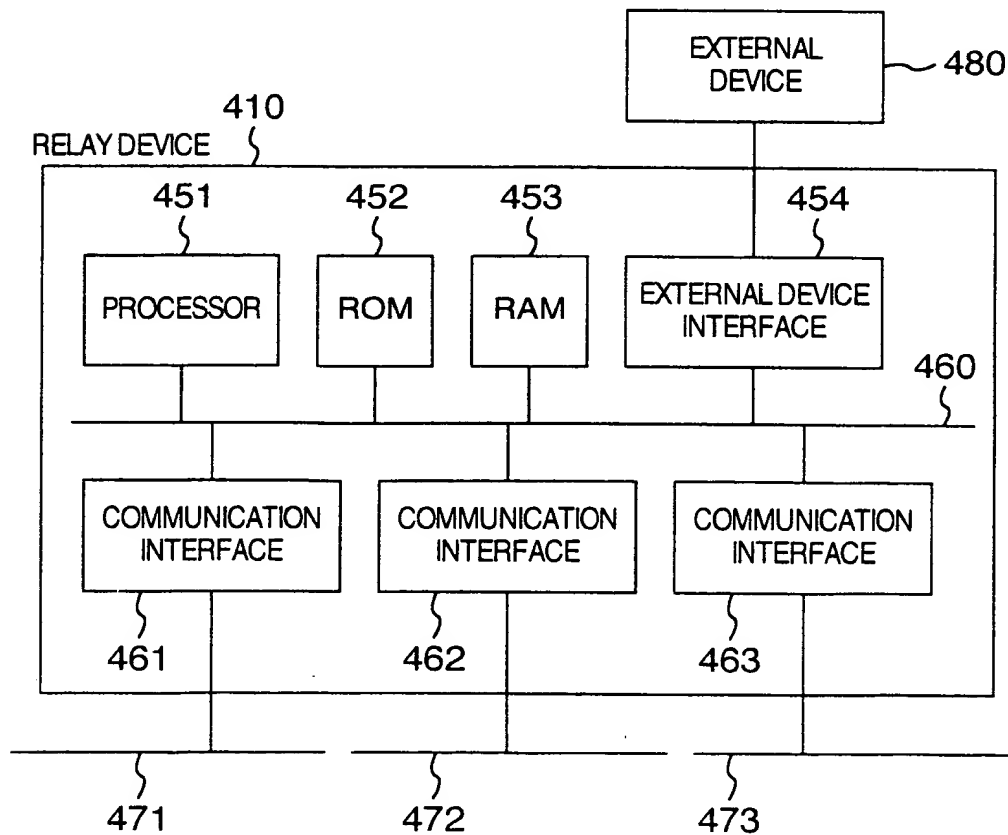 EXTERNAL
DEVICE
480
410
RELAY DEVICE
451
452
453
454
PROCESSOR
ROM
RAM
EXTERNAL DEVICE
INTERFACE
460
COMMUNICATION
INTERFACE
COMMUNICATION
INTERFACE
COMMUNICATION
INTERFACE
461
462
463
471
472
473